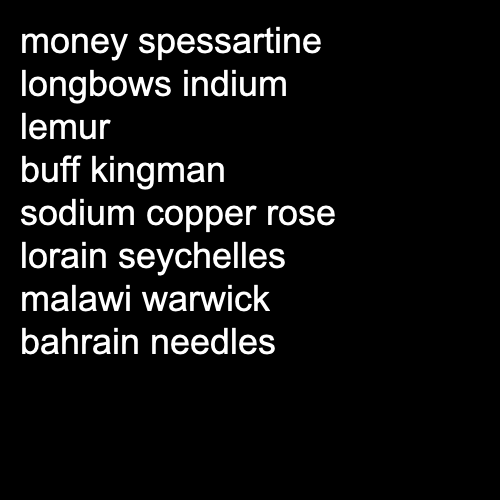 money spessartine
longbows indium
lemur
buff kingman
sodium copper rose
lorain seychelles
malawi warwick
bahrain needles